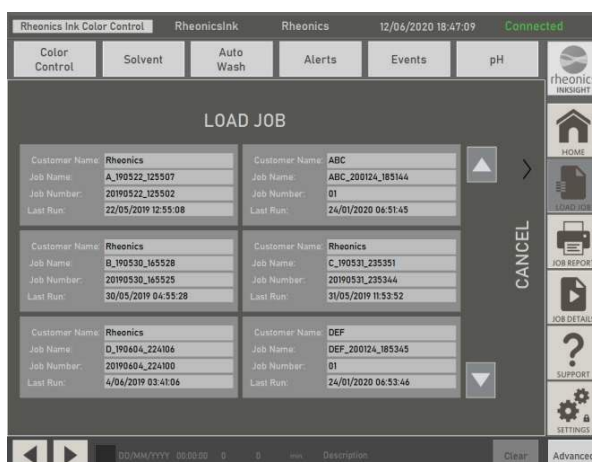 Rheonics Ink Color Control RheonicsInk Rheonics 12/06/2020 18:47:09 Connected
Color Control Solvent Auto Wash Alerts Events pH
rheonics
INKSIGHT
LOAD JOB
Customer Name: Rheonics
Job Name: A_190522_125507
Job Number: 20190522_125502
Last Run: 22/05/2019 12:55:08
Customer Name: ABC
Job Name: ABC_200124_185144
Job Number: 01
Last Run: 24/01/2020 06:51:45
Customer Name: Rheonics
Job Name: B_190530_165528
Job Number: 20190530_165525
Last Run: 30/05/2019 04:55:28
Customer Name: Rheonics
Job Name: C_190531_235351
Job Number: 20190531_235344
Last Run: 31/05/2019 11:53:52
Customer Name: Rheonics
Job Name: D_190604_224106
Job Number: 20190604_224100
Last Run: 4/06/2019 03:41:06
Customer Name: DEF
Job Name: DEF_200124_185345
Job Number: 01
Last Run: 24/01/2020 06:53:46
CANCEL
HOME
LOAD JOB
JOB REPORT
JOB DETAILS
SUPPORT
SETTINGS
DD/MM/YYYY 00:00:00 0 0 min Description Clear Advanced